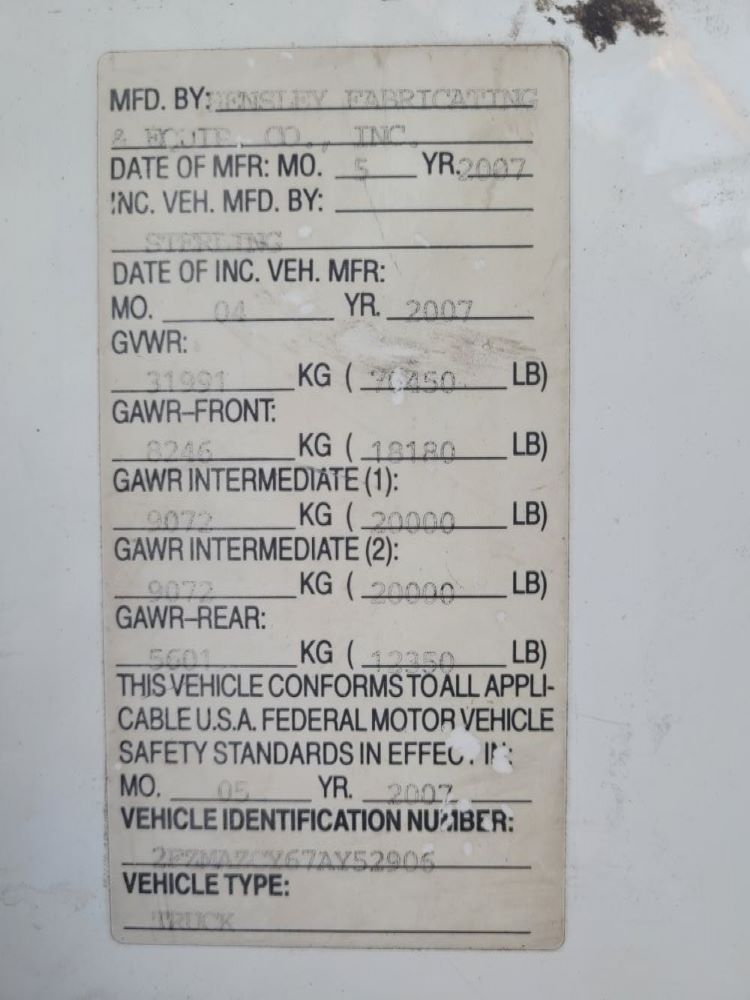 MFD. BY: HENSLEY FABRICATING
& EQUIP. CO., INC.
DATE OF MFR: MO. 5 YR. 2007
INC. VEH. MFD. BY:
STERLING
DATE OF INC. VEH. MFR:
MO. 04 YR. 2007
GVWR:
31991 KG ( LB)
GAWR-FRONT:
8246 KG ( 18180 LB)
GAWR INTERMEDIATE (1):
9072 KG ( 20000 LB)
GAWR INTERMEDIATE (2):
9072 KG ( 20000 LB)
GAWR-REAR:
5601 KG ( 12350 LB)
THIS VEHICLE CONFORMS TO ALL APPLI-
CABLE U.S.A. FEDERAL MOTOR VEHICLE
SAFETY STANDARDS IN EFFECT IN:
MO. 05 YR. 2007
VEHICLE IDENTIFICATION NUMBER:
2FZMAZCY67AY52906
VEHICLE TYPE:
TRUCK